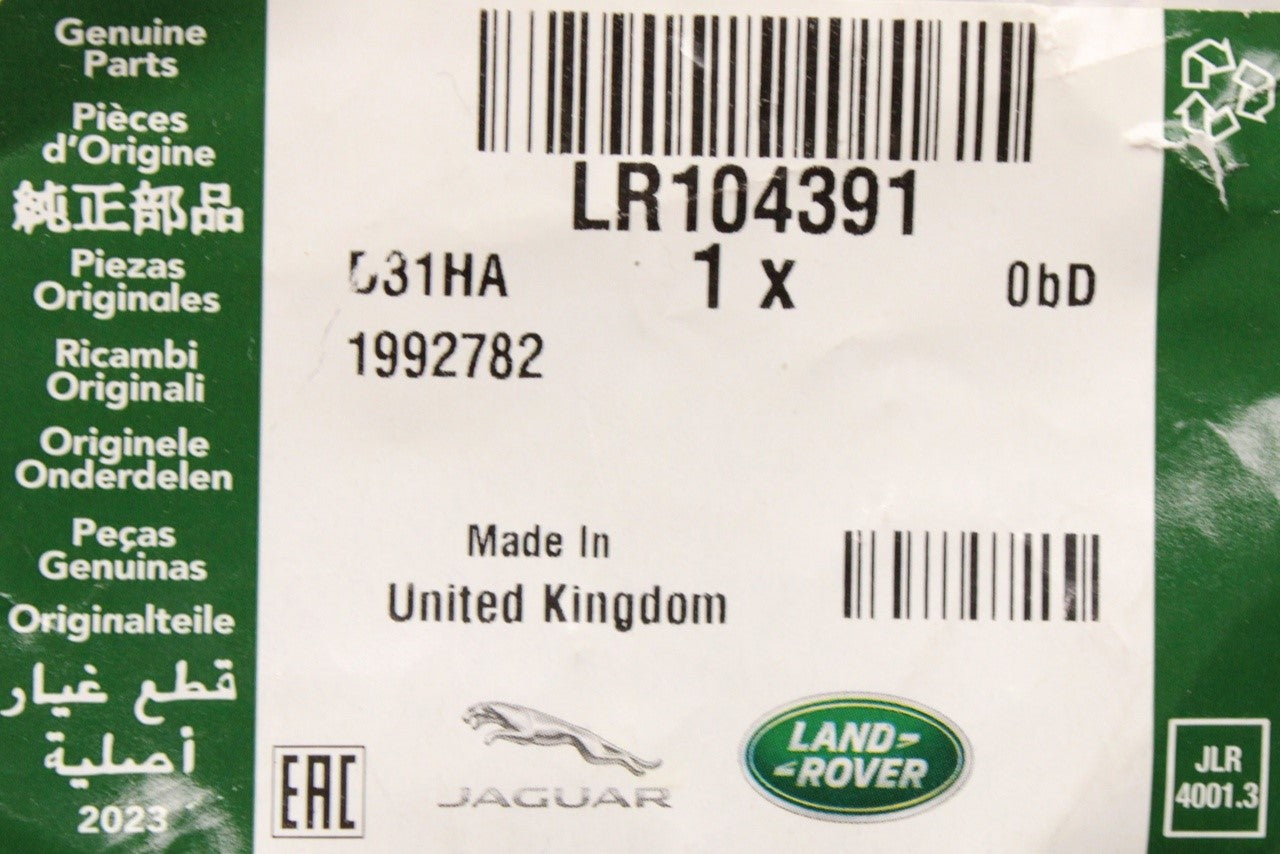 Genuine
Parts
Pièces
d'Origine
純正部品
Piezas
Originales
Ricambi
Originali
Originele
Onderdelen
Peças
Genuinas
Originalteile
قطع غيار
أصلية
2023
LR104391
1 x
0bD
1992782
Made In
United Kingdom
EAC
JAGUAR
LAND-
-ROVER
JLR
4001.3